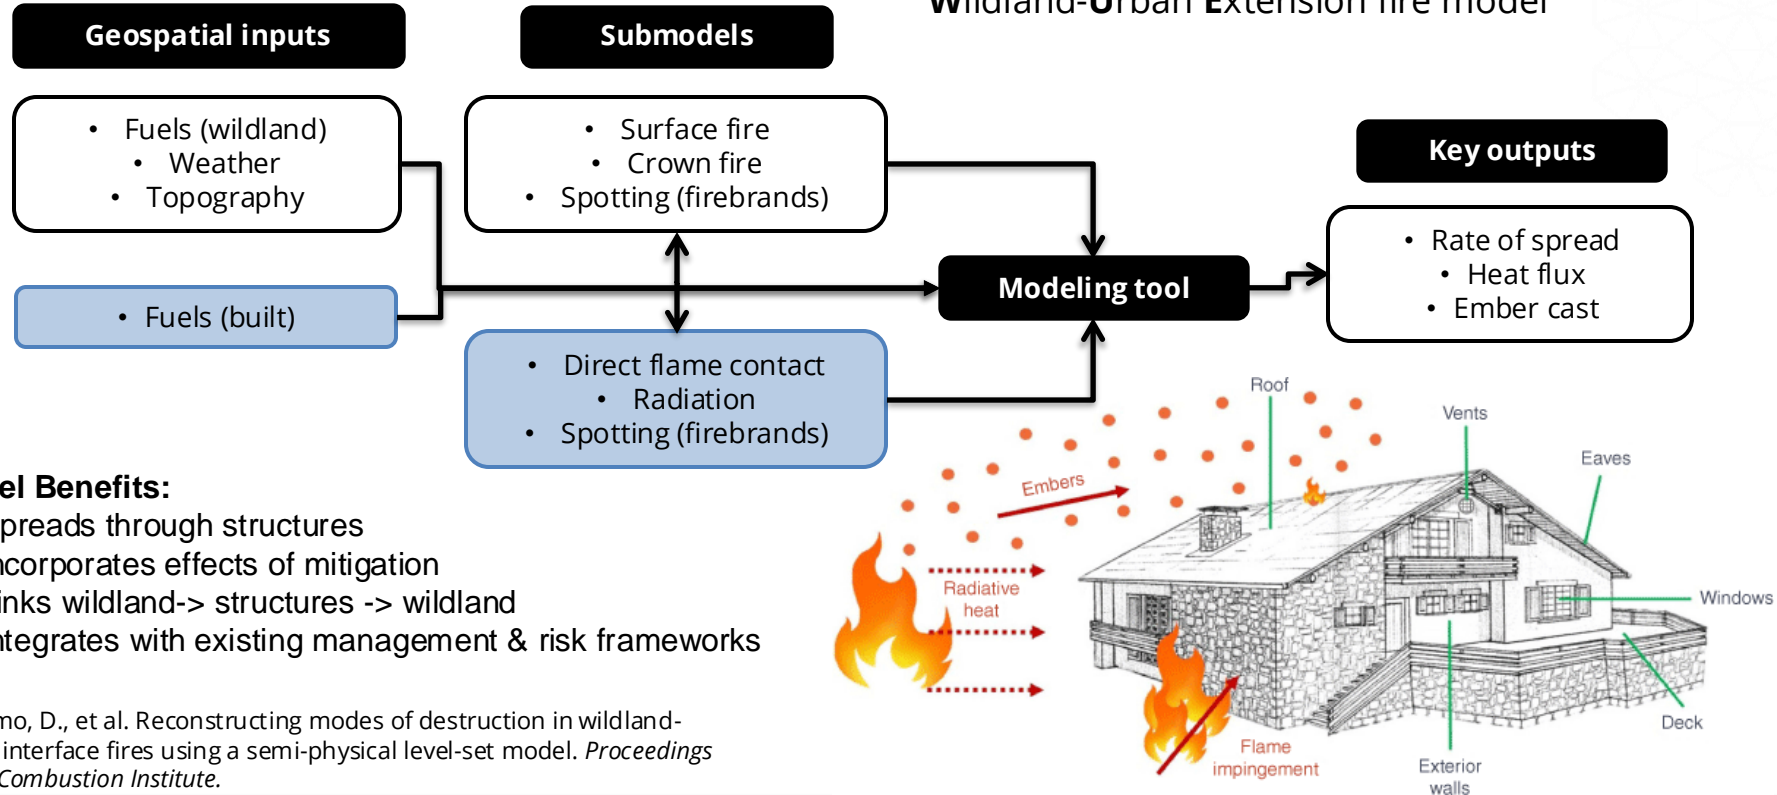 Wildland-Urban Extension fire model
Geospatial inputs
• Fuels (wildland)
• Weather
• Topography
• Fuels (built)
Submodels
• Surface fire
• Crown fire
• Spotting (firebrands)
• Direct flame contact
• Radiation
• Spotting (firebrands)
Modeling tool
Key outputs
• Rate of spread
• Heat flux
• Ember cast
el Benefits:
preads through structures
ncorporates effects of mitigation
inks wildland-> structures -> wildland
ntegrates with existing management & risk frameworks
mo, D., et al. Reconstructing modes of destruction in wildland-
interface fires using a semi-physical level-set model. Proceedings
Combustion Institute.
Roof
Vents
Eaves
Embers
Radiative
heat
Windows
Deck
Flame
impingement
Exterior
walls